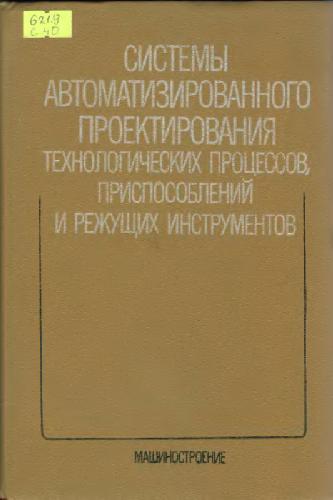 621.9
С 40
СИСТЕМЫ
АВТОМАТИЗИРОВАННОГО
ПРОЕКТИРОВАНИЯ
ТЕХНОЛОГИЧЕСКИХ ПРОЦЕССОВ,
ПРИСПОСОБЛЕНИЙ
И РЕЖУЩИХ ИНСТРУМЕНТОВ
МАШИНОСТРОЕНИЕ